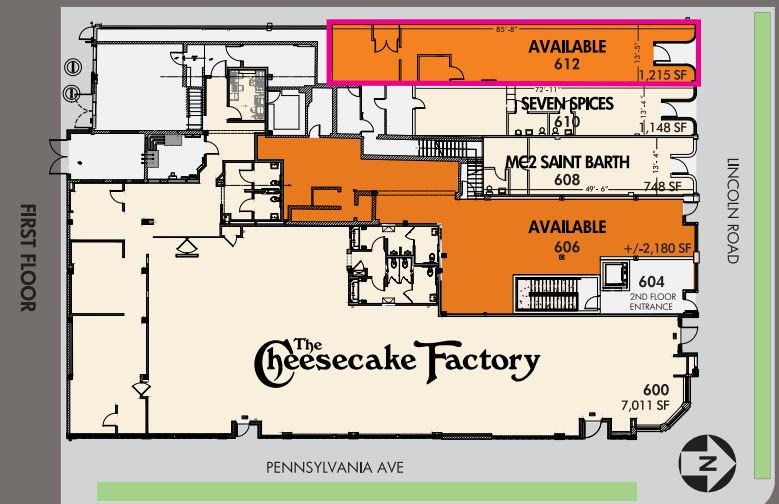 85'-8"
AVAILABLE
612
13'-5"
1,215 SF
72'-11"
SEVEN SPICES
610
13'-4"
1,148 SF
MC2 SAINT BARTH
608
13'-4"
49'-6"
748 SF
AVAILABLE
606
+/-2,180 SF
604
2ND FLOOR
ENTRANCE
The
Cheesecake Factory
600
7,011 SF
FIRST FLOOR
LINCOLN ROAD
PENNSYLVANIA AVE
N